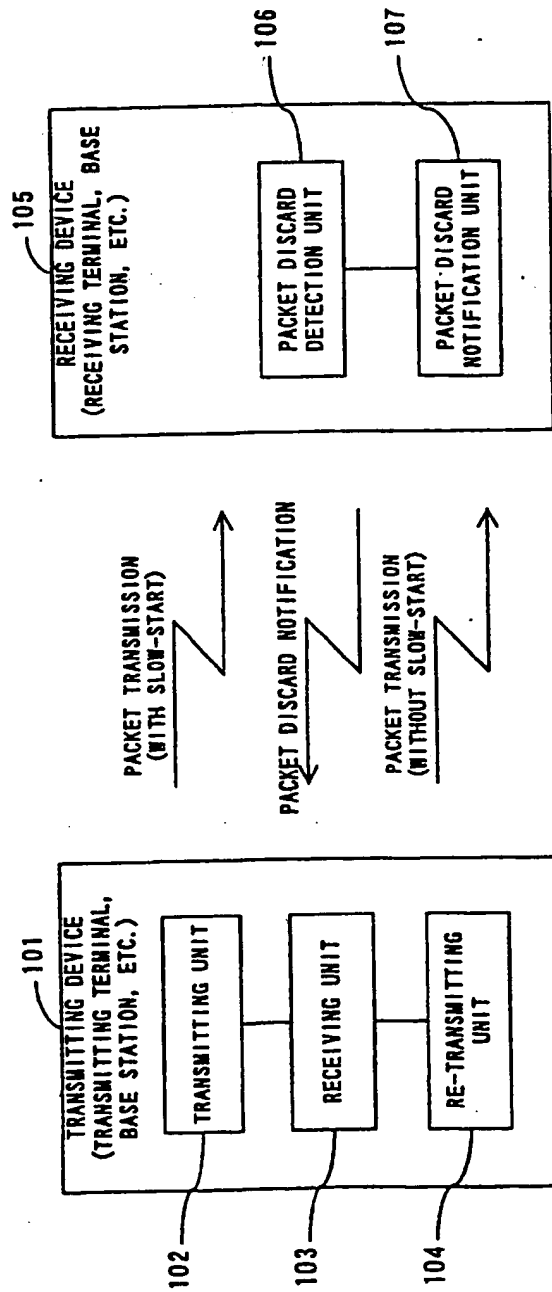 101
TRANSMITTING DEVICE
(TRANSMITTING TERMINAL,
BASE STATION, ETC.)
102
TRANSMITTING UNIT
103
RECEIVING UNIT
104
RE-TRANSMITTING
UNIT
PACKET TRANSMISSION
(WITH SLOW-START)
PACKET DISCARD NOTIFICATION
PACKET TRANSMISSION
(WITHOUT SLOW-START)
105
RECEIVING DEVICE
(RECEIVING TERMINAL, BASE
STATION, ETC.)
106
PACKET DISCARD
DETECTION UNIT
107
PACKET DISCARD
NOTIFICATION UNIT